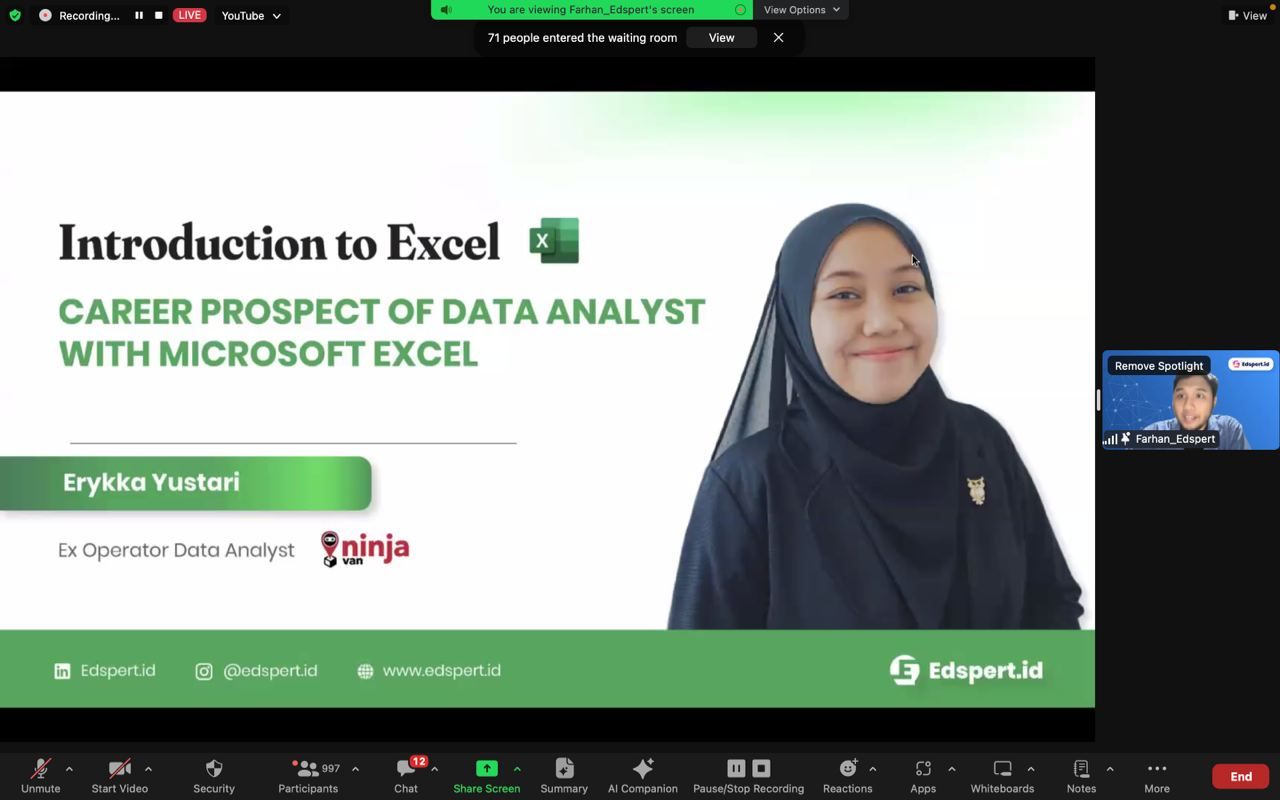 Recording...
LIVE
YouTube
You are viewing Farhan_Edspert's screen
View Options
View
71 people entered the waiting room
View
Introduction to Excel
X
CAREER PROSPECT OF DATA ANALYST
WITH MICROSOFT EXCEL
Erykka Yustari
Ex Operator Data Analyst
ninja
van
Edspert.id
@edspert.id
www.edspert.id
Edspert.id
Remove Spotlight
Edspert.id
Farhan_Edspert
Unmute
Start Video
Security
997
Participants
12
Chat
Share Screen
Summary
AI Companion
Pause/Stop Recording
Reactions
Apps
Whiteboards
Notes
More
End